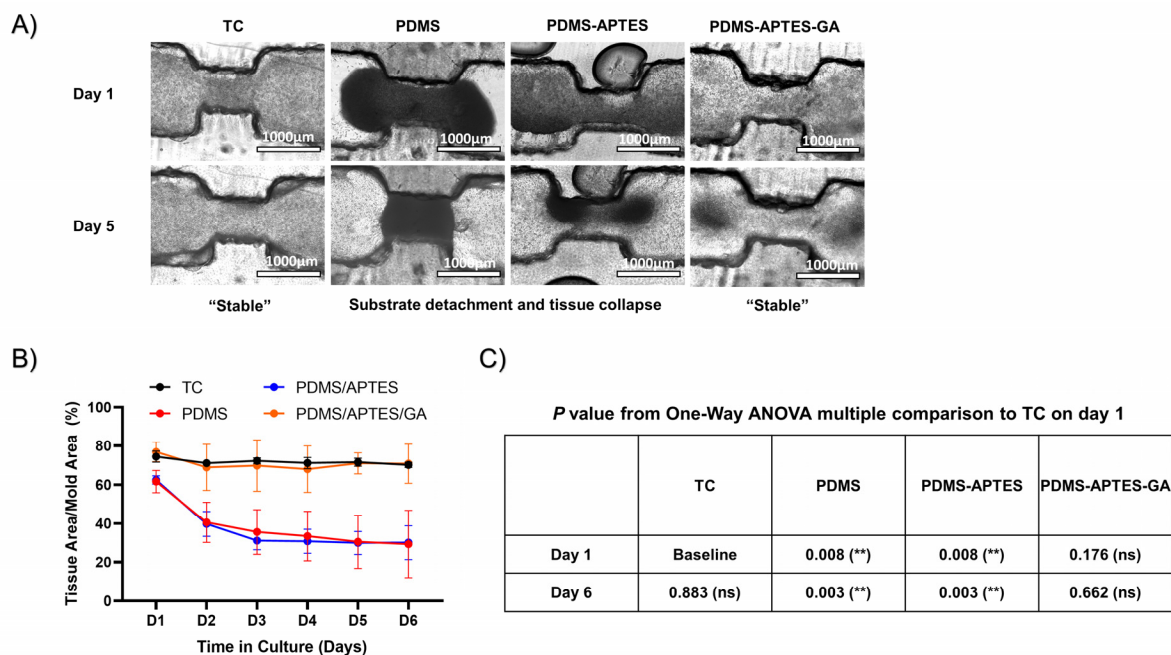 A)
TC PDMS PDMS-APTES PDMS-APTES-GA
Day 1
1000μm 1000μm 1000μm 1000μm
Day 5
1000μm 1000μm 1000μm 1000μm
“Stable” Substrate detachment and tissue collapse “Stable”
B)
TC PDMS/APTES
PDMS PDMS/APTES/GA
Tissue Area/Mold Area (%)
100
80
60
40
20
0
D1 D2 D3 D4 D5 D6
Time in Culture (Days)
C)
P value from One-Way ANOVA multiple comparison to TC on day 1
TC PDMS PDMS-APTES PDMS-APTES-GA
Day 1 Baseline 0.008 (**) 0.008 (**) 0.176 (ns)
Day 6 0.883 (ns) 0.003 (**) 0.003 (**) 0.662 (ns)